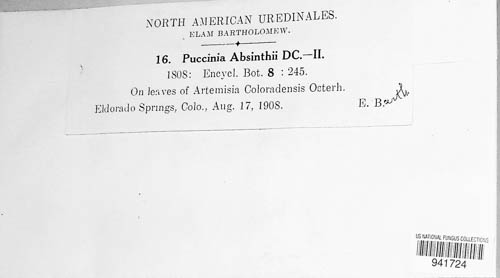 NORTH AMERICAN UREDINALES.
ELAM BARTHOLOMEW.
16. Puccinia Absinthii DC.—II.
1808: Encycl. Bot. 8 : 245.
On leaves of Artemisia Coloradensis Osterh.
Eldorado Springs, Colo., Aug. 17, 1908. E. Barth.
US NATIONAL FUNGUS COLLECTIONS
941724